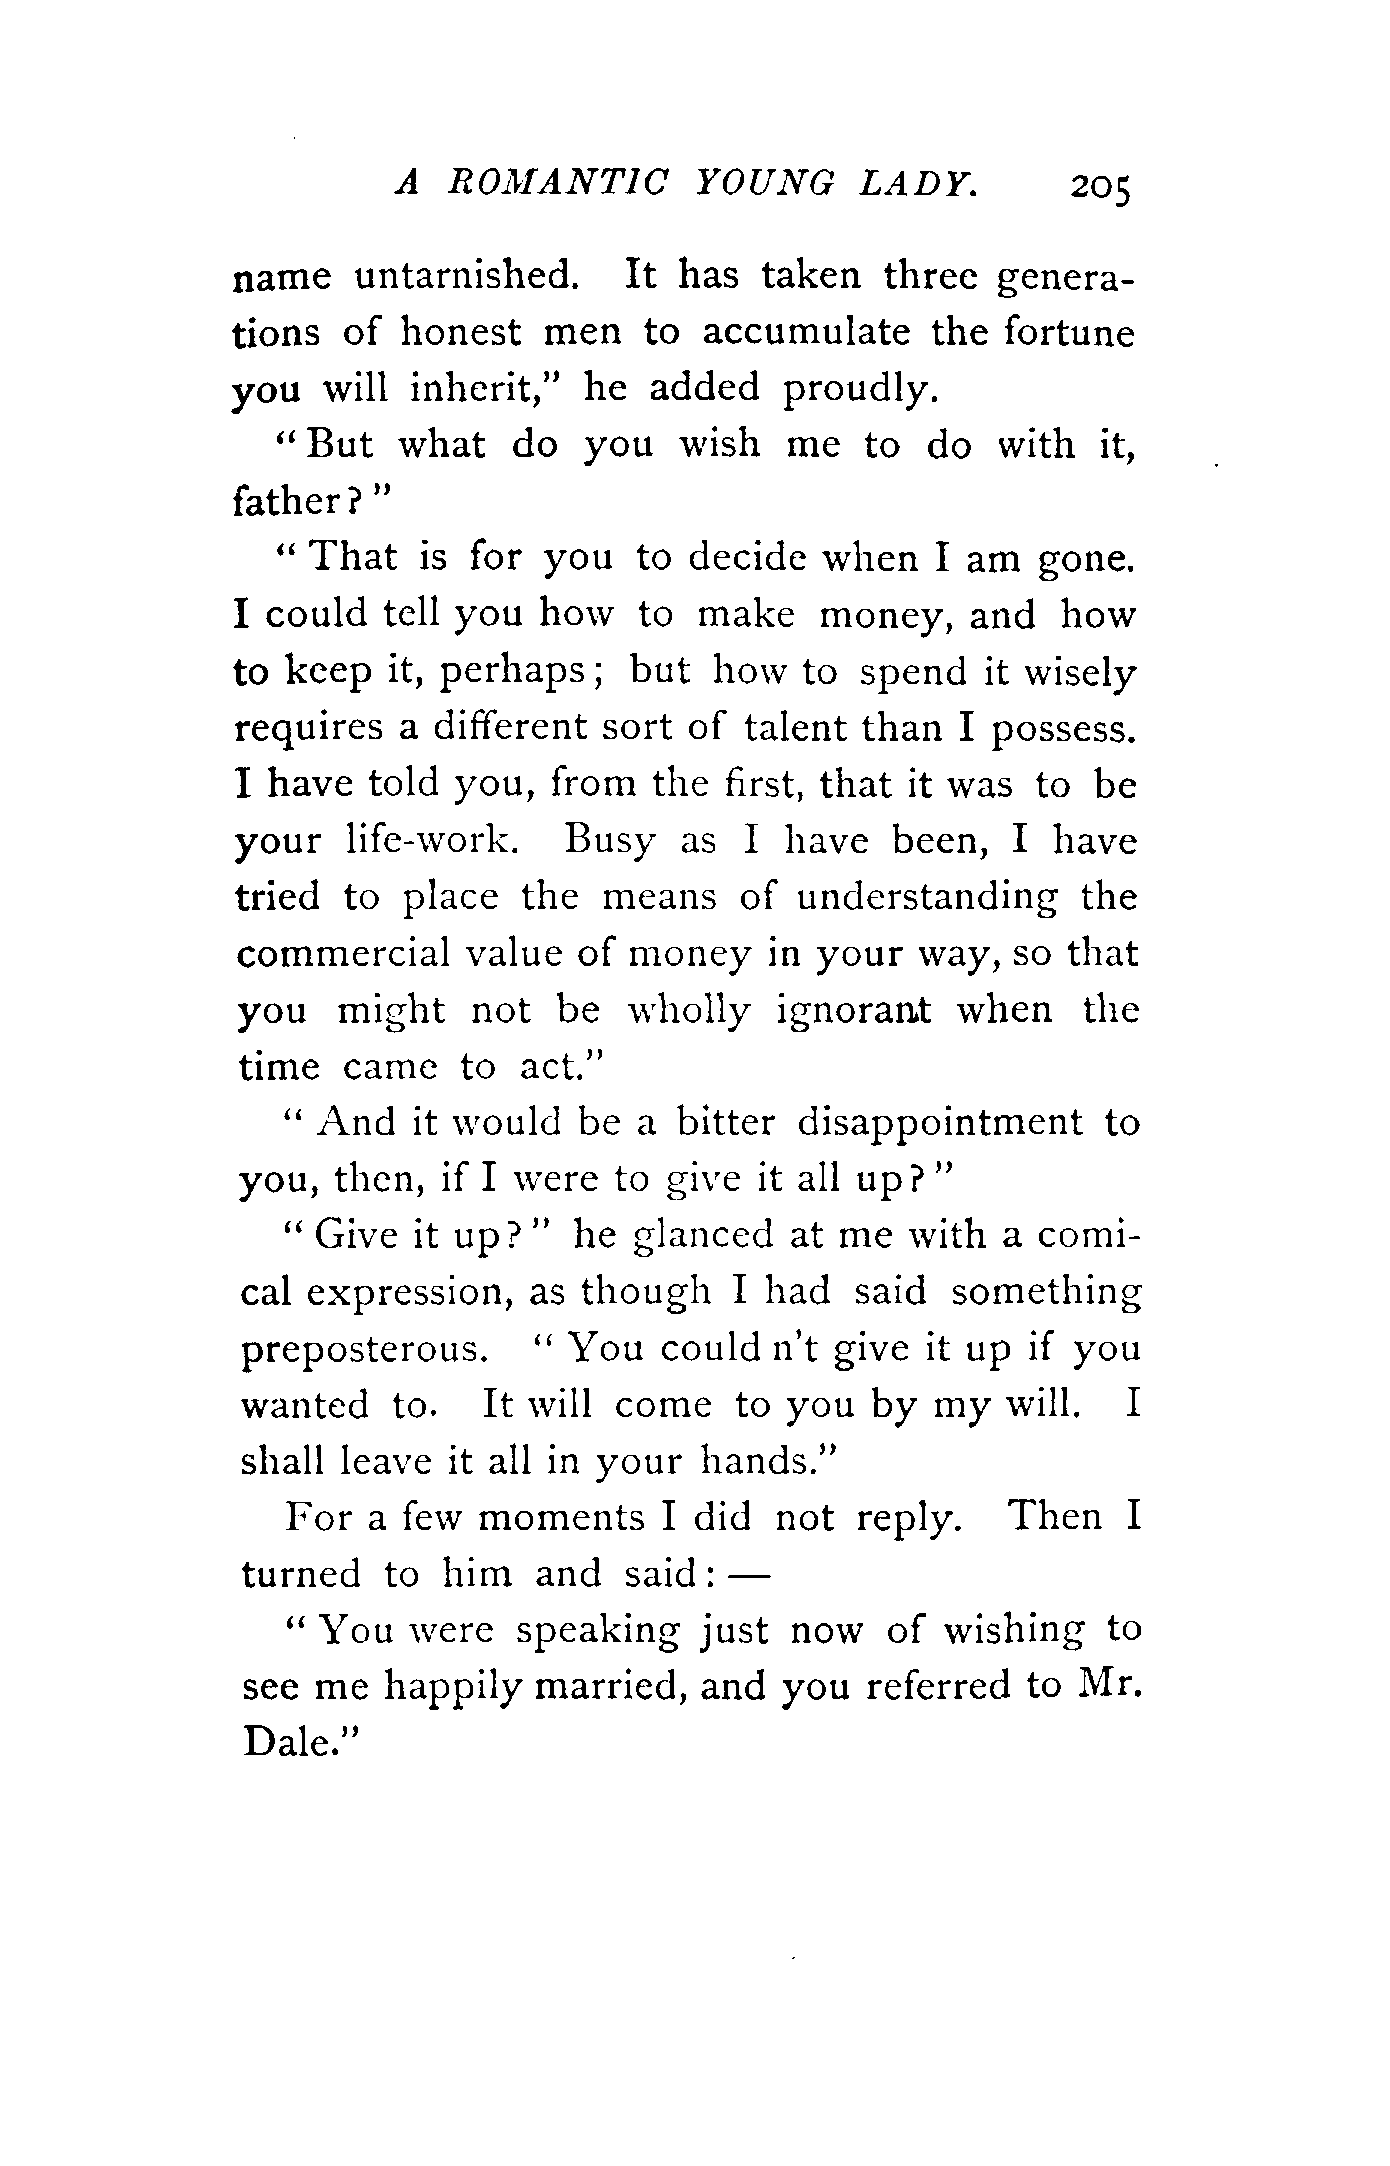 A ROMANTIC YOUNG LADY. 205
name untarnished. It has taken three genera-
tions of honest men to accumulate the fortune
you will inherit," he added proudly.
"But what do you wish me to do with it,
father?"
"That is for you to decide when I am gone.
I could tell you how to make money, and how
to keep it, perhaps; but how to spend it wisely
requires a different sort of talent than I possess.
I have told you, from the first, that it was to be
your life-work. Busy as I have been, I have
tried to place the means of understanding the
commercial value of money in your way, so that
you might not be wholly ignorant when the
time came to act."
"And it would be a bitter disappointment to
you, then, if I were to give it all up?"
"Give it up?" he glanced at me with a comi-
cal expression, as though I had said something
preposterous. "You could n't give it up if you
wanted to. It will come to you by my will. I
shall leave it all in your hands."
For a few moments I did not reply. Then I
turned to him and said: —
"You were speaking just now of wishing to
see me happily married, and you referred to Mr.
Dale."